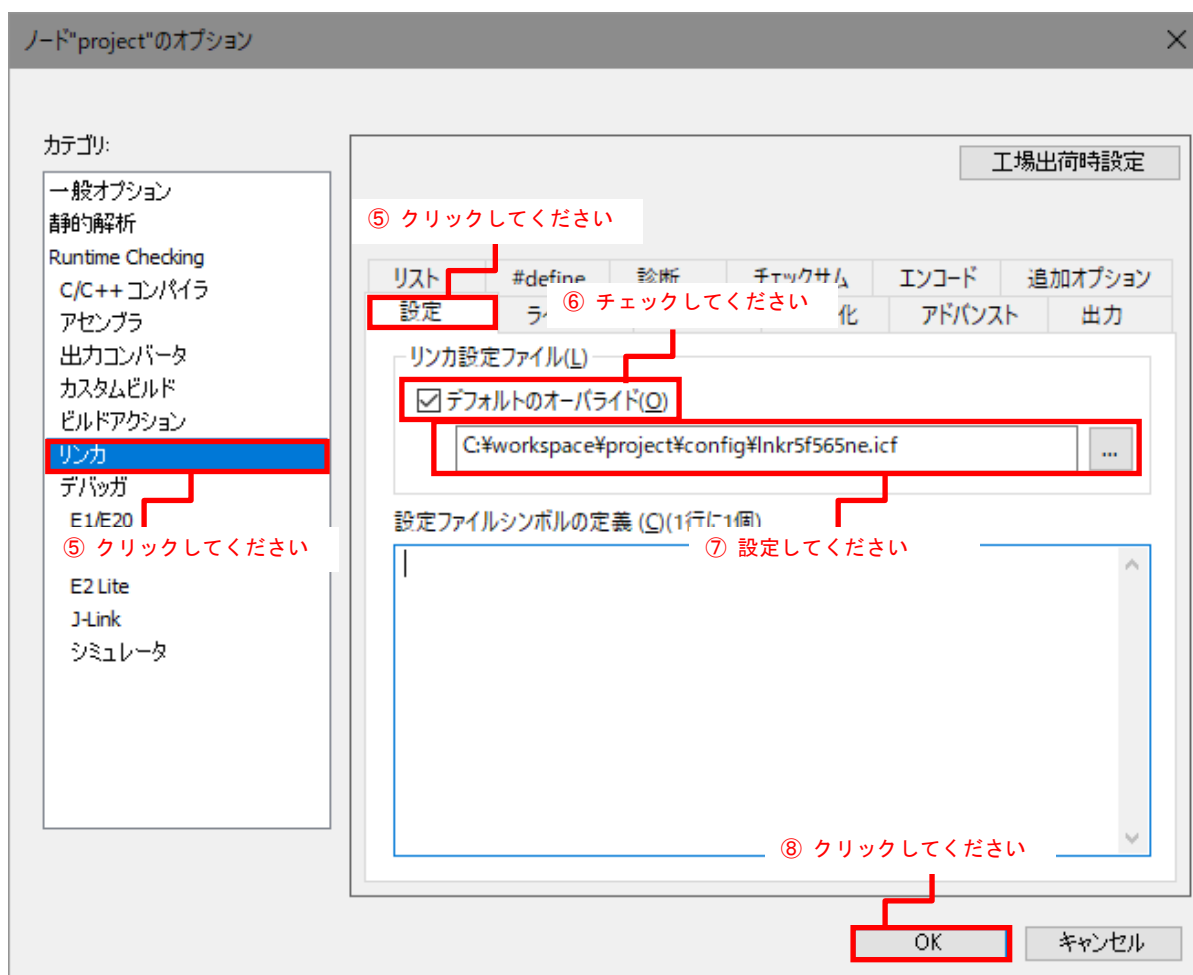 ノード"project"のオプション
カテゴリ:
一般オプション
静的解析
Runtime Checking
C/C++ コンパイラ
アセンブラ
出力コンバータ
カスタムビルド
ビルドアクション
リンカ
デバッガ
E1/E20
⑤ クリックしてください
E2 Lite
J-Link
シミュレータ
工場出荷時設定
⑤ クリックしてください
リスト #define 診断 チェックサム エンコード 追加オプション
⑥ チェックしてください
設定 化 アドバンスト 出力
リンカ設定ファイル(L)
デフォルトのオーバライド(O)
C:¥workspace¥project¥config¥lnkr5f565ne.icf
...
設定ファイルシンボルの定義 (C)(1行に1個)
⑦ 設定してください
⑧ クリックしてください
OK キャンセル